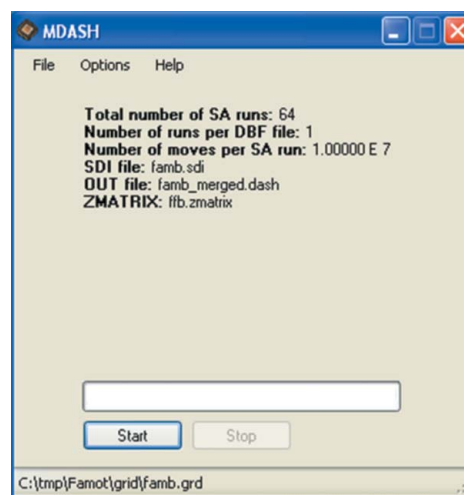 MDASH
File Options Help
Total number of SA runs: 64
Number of runs per DBF file: 1
Number of moves per SA run: 1.00000 E 7
SDI file: famb.sdi
OUT file: famb_merged.dash
ZMATRIX: ffb.zmatrix
Start Stop
C:\tmp\Famot\grid\famb.grd